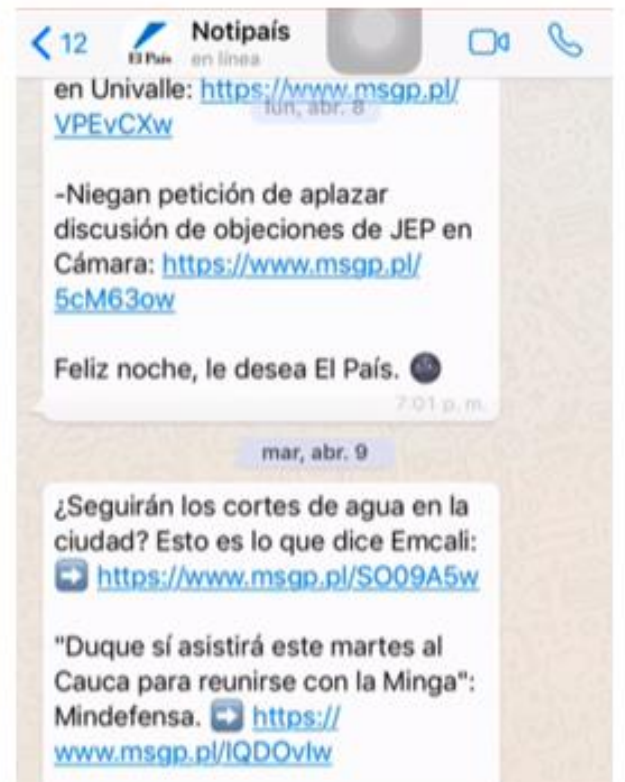 12
Notipaís
El País
en línea
en Univalle: https://www.msgp.pl/
lun, abr. 8
VPEvCXw
-Niegan petición de aplazar
discusión de objeciones de JEP en
Cámara: https://www.msgp.pl/
5cM63ow
Feliz noche, le desea El País.
7:01 p. m.
mar, abr. 9
¿Seguirán los cortes de agua en la
ciudad? Esto es lo que dice Emcali:
https://www.msgp.pl/SO09A5w
"Duque sí asistirá este martes al
Cauca para reunirse con la Minga":
Mindefensa. ➡️ https://
www.msgp.pl/IQDOvlw